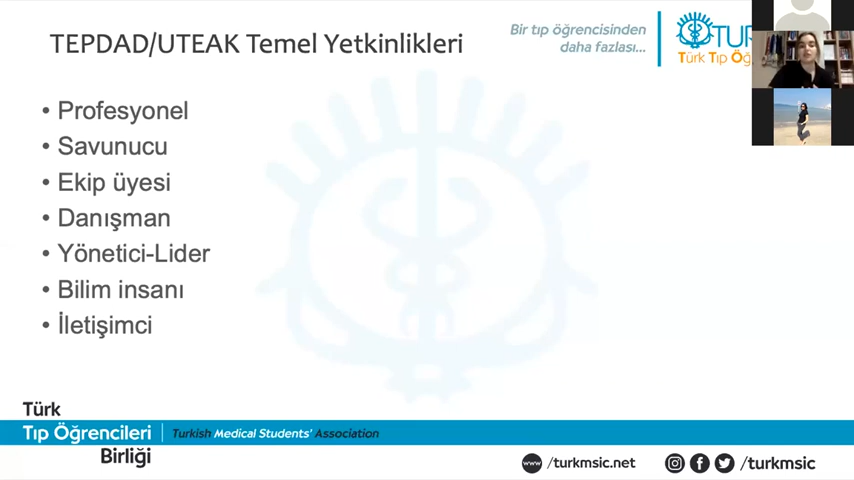 TEPDAD/UTEAK Temel Yetkinlikleri
Bir tıp öğrencisinden
daha fazlası...
TUR
Türk Tıp Öğ
• Profesyonel
• Savunucu
• Ekip üyesi
• Danışman
• Yönetici-Lider
• Bilim insanı
• İletişimci
Türk
Tıp Öğrencileri
Birliği
Turkish Medical Students' Association
www /turkmsic.net
/turkmsic